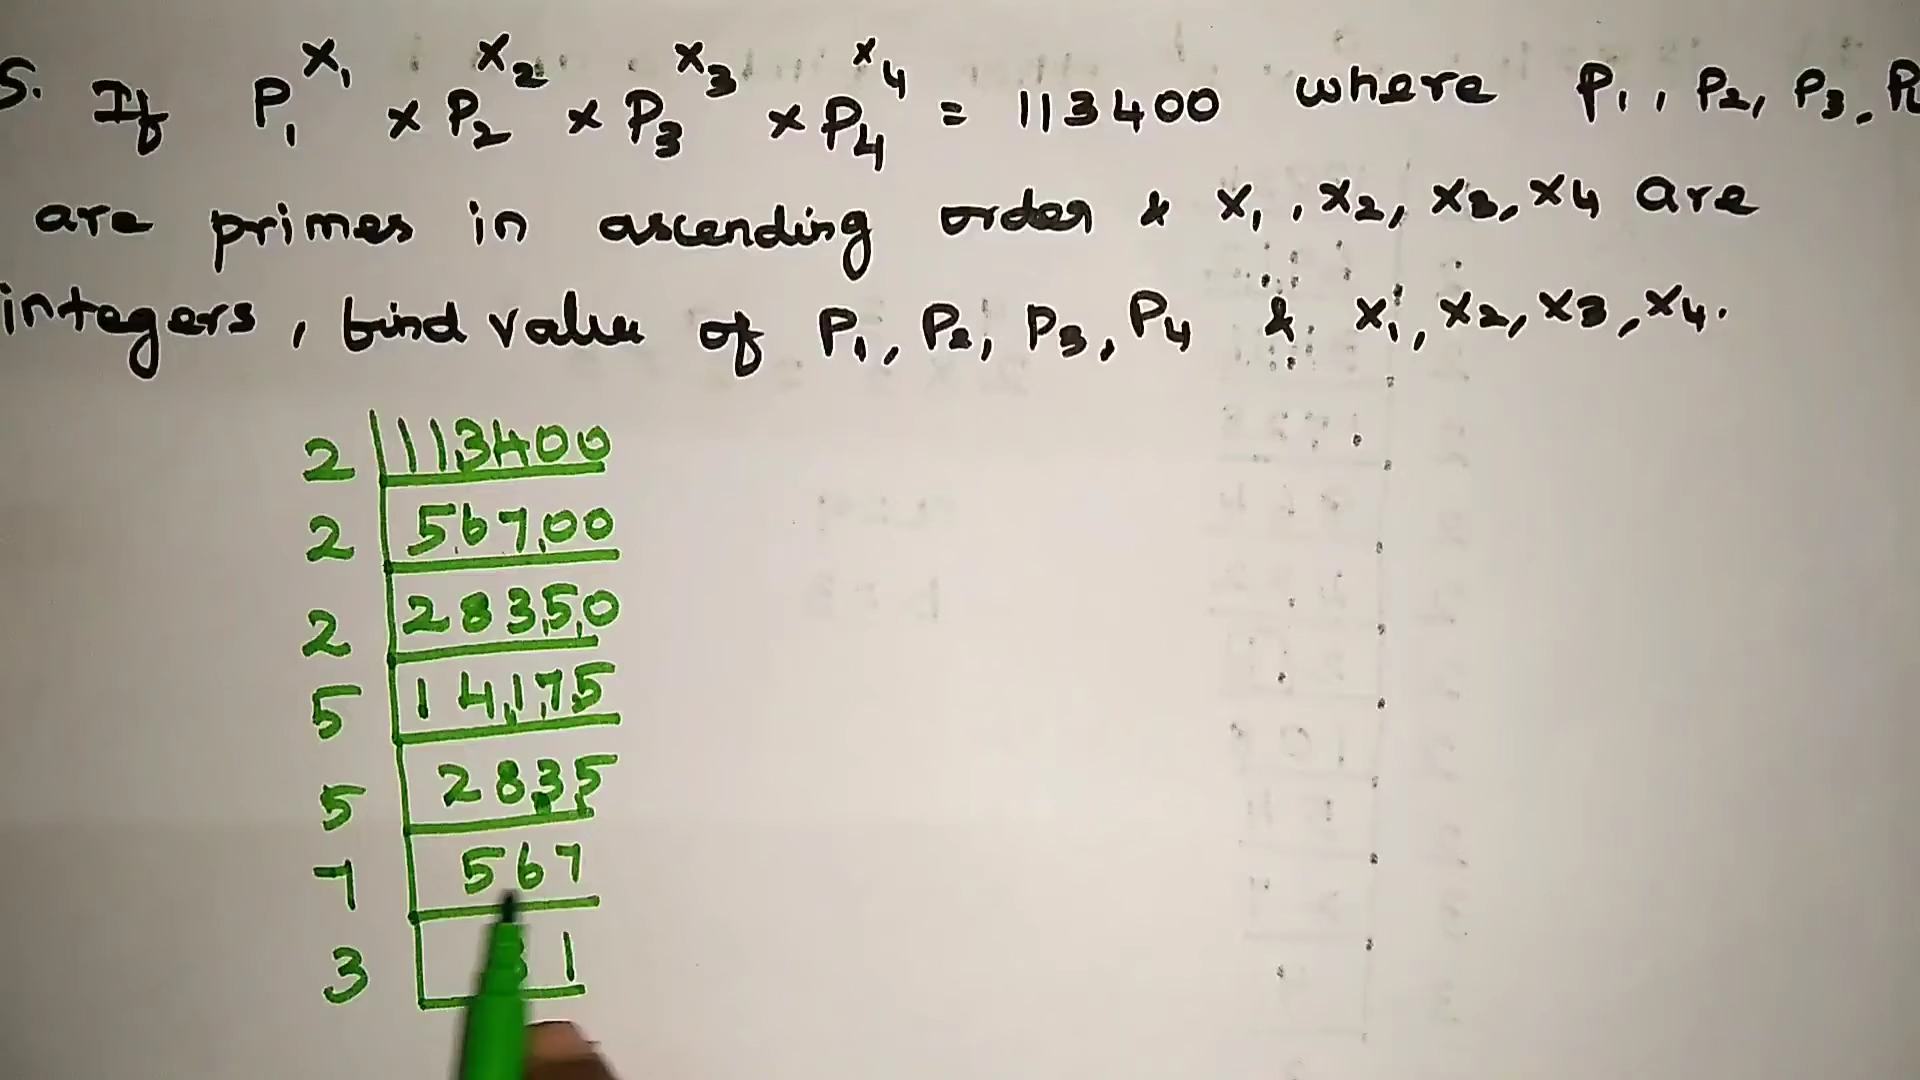 5. If P₁^x₁ × P₂^x₂ × P₃^x₃ × P₄^x₄ = 113400 where P₁, P₂, P₃, P₄
are primes in ascending order & x₁, x₂, x₃, x₄ are
integers, find value of P₁, P₂, P₃, P₄ & x₁, x₂, x₃, x₄.
2 | 113400
2 | 56700
2 | 28350
5 | 14175
5 | 2835
7 | 567
3 | 81